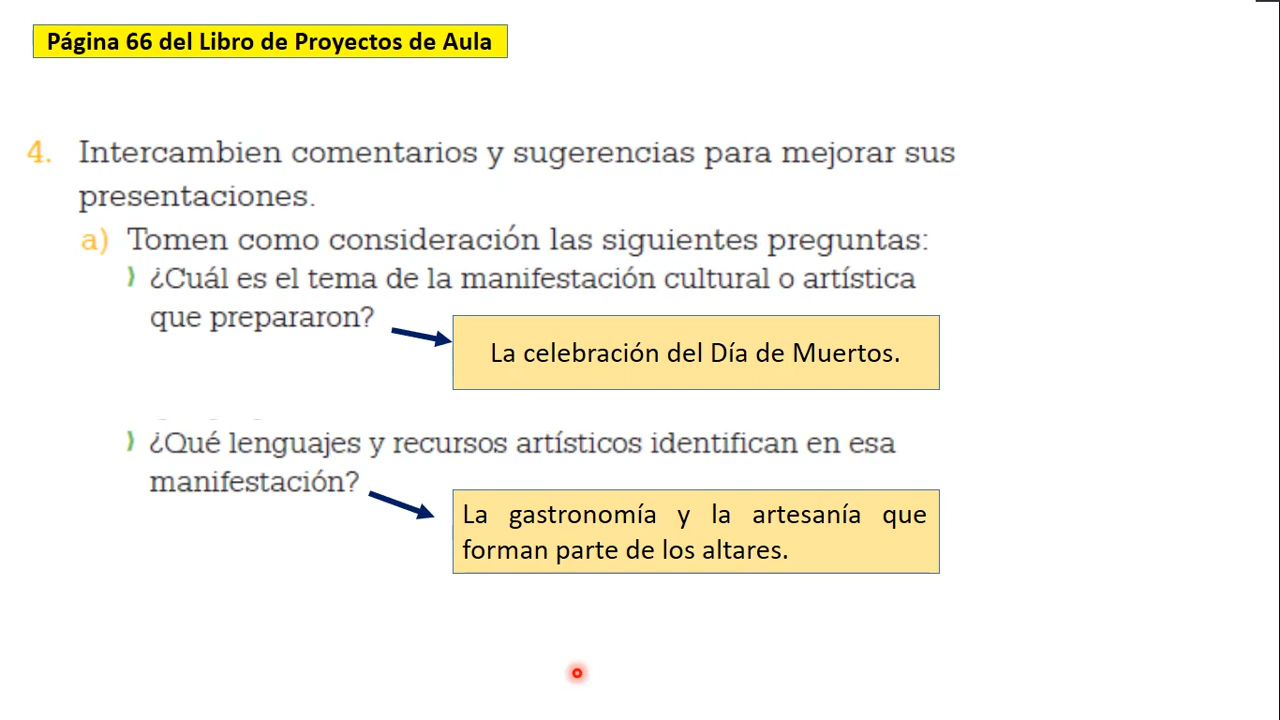 Página 66 del Libro de Proyectos de Aula
4. Intercambien comentarios y sugerencias para mejorar sus
presentaciones.
a) Tomen como consideración las siguientes preguntas:
⟩ ¿Cuál es el tema de la manifestación cultural o artística
que prepararon?
La celebración del Día de Muertos.
⟩ ¿Qué lenguajes y recursos artísticos identifican en esa
manifestación?
La gastronomía y la artesanía que
forman parte de los altares.